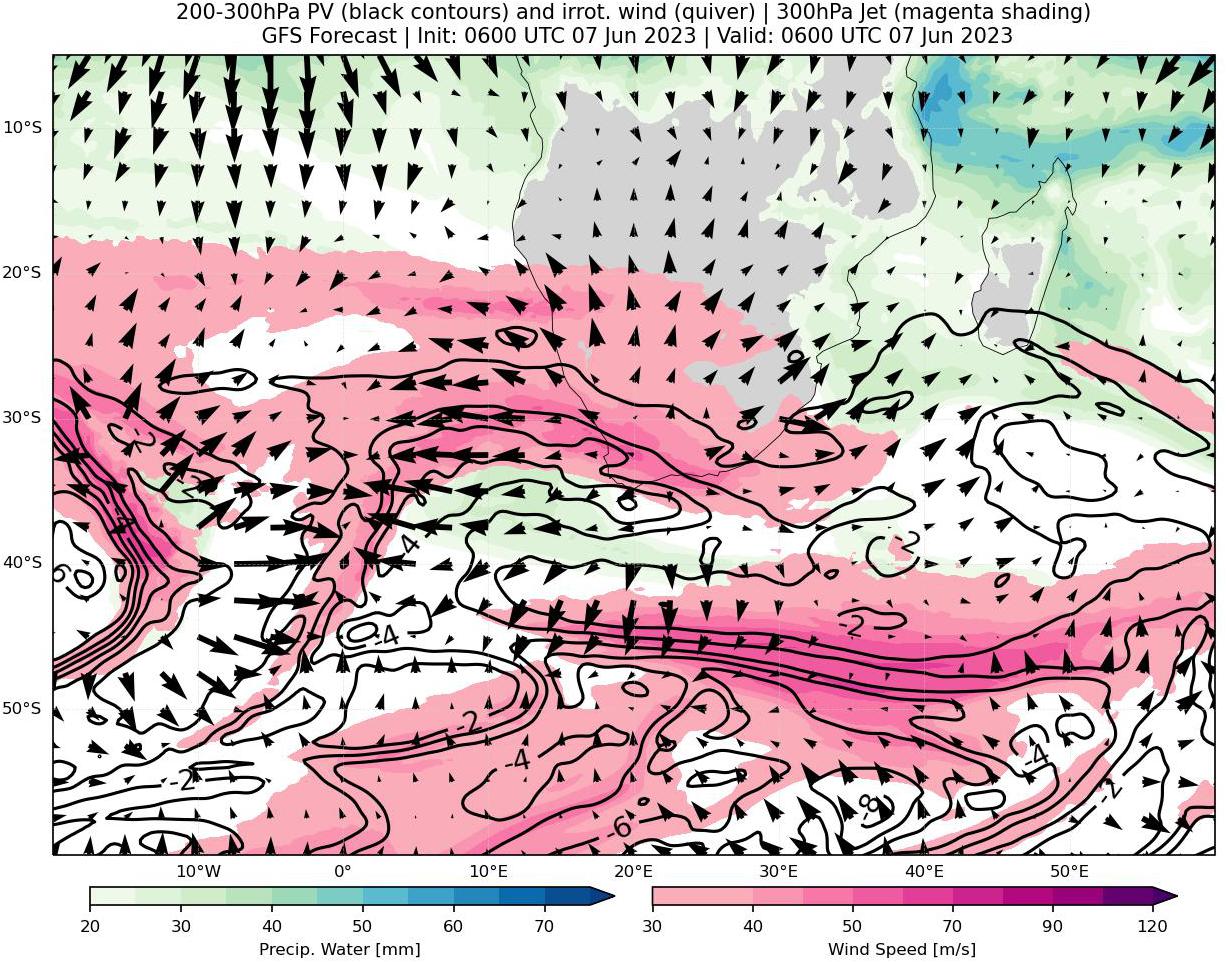 200-300hPa PV (black contours) and irrot. wind (quiver) | 300hPa Jet (magenta shading)
GFS Forecast | Init: 0600 UTC 07 Jun 2023 | Valid: 0600 UTC 07 Jun 2023
10°S
20°S
30°S
-2
-2
-4
-4
-2
6
40°S
-4
-2
50°S
-2
-4
-4
-2
-2
-8
-6
10°W 0° 10°E 20°E 30°E 40°E 50°E
20 30 40 50 60 70 30 40 50 70 90 120
Precip. Water [mm] Wind Speed [m/s]